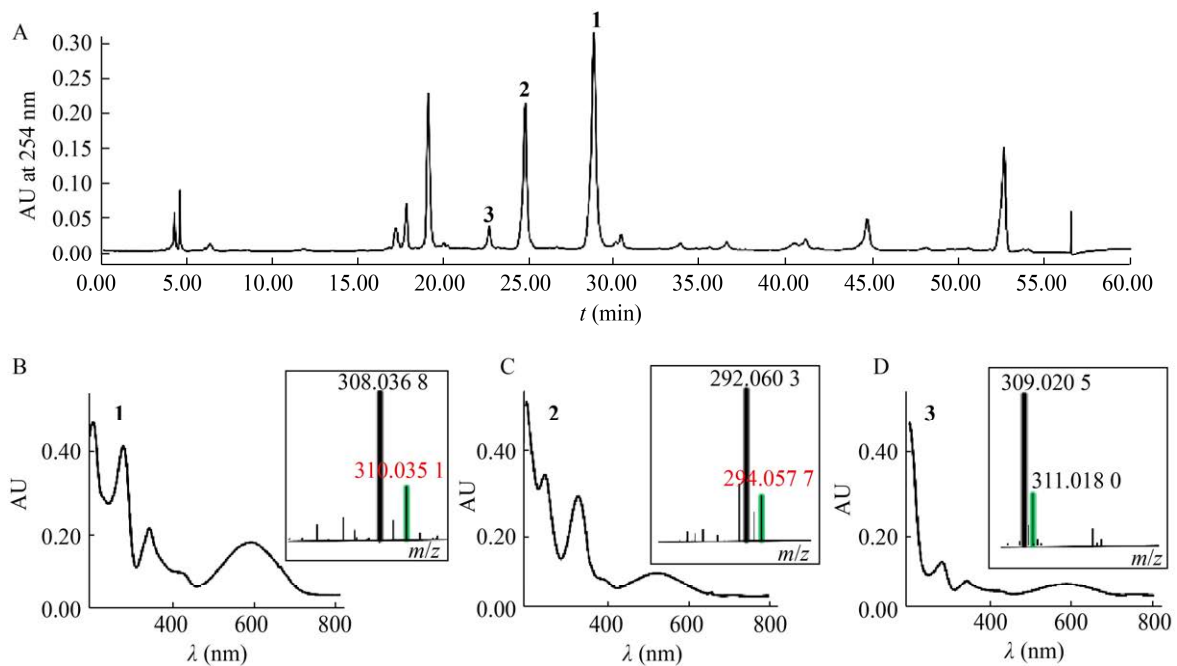 A
AU at 254 nm
0.30
0.25
0.20
0.15
0.10
0.05
0.00
1
2
3
0.00 5.00 10.00 15.00 20.00 25.00 30.00 35.00 40.00 45.00 50.00 55.00 60.00
t (min)
B
1
AU
0.40
0.20
0.00
308.036 8
310.035 1
m/z
200 400 600 800
λ (nm)
C
2
AU
0.40
0.20
0.00
292.060 3
294.057 7
m/z
400 600 800
λ (nm)
D
3
AU
0.40
0.20
0.00
309.020 5
311.018 0
m/z
200 400 600 800
λ (nm)